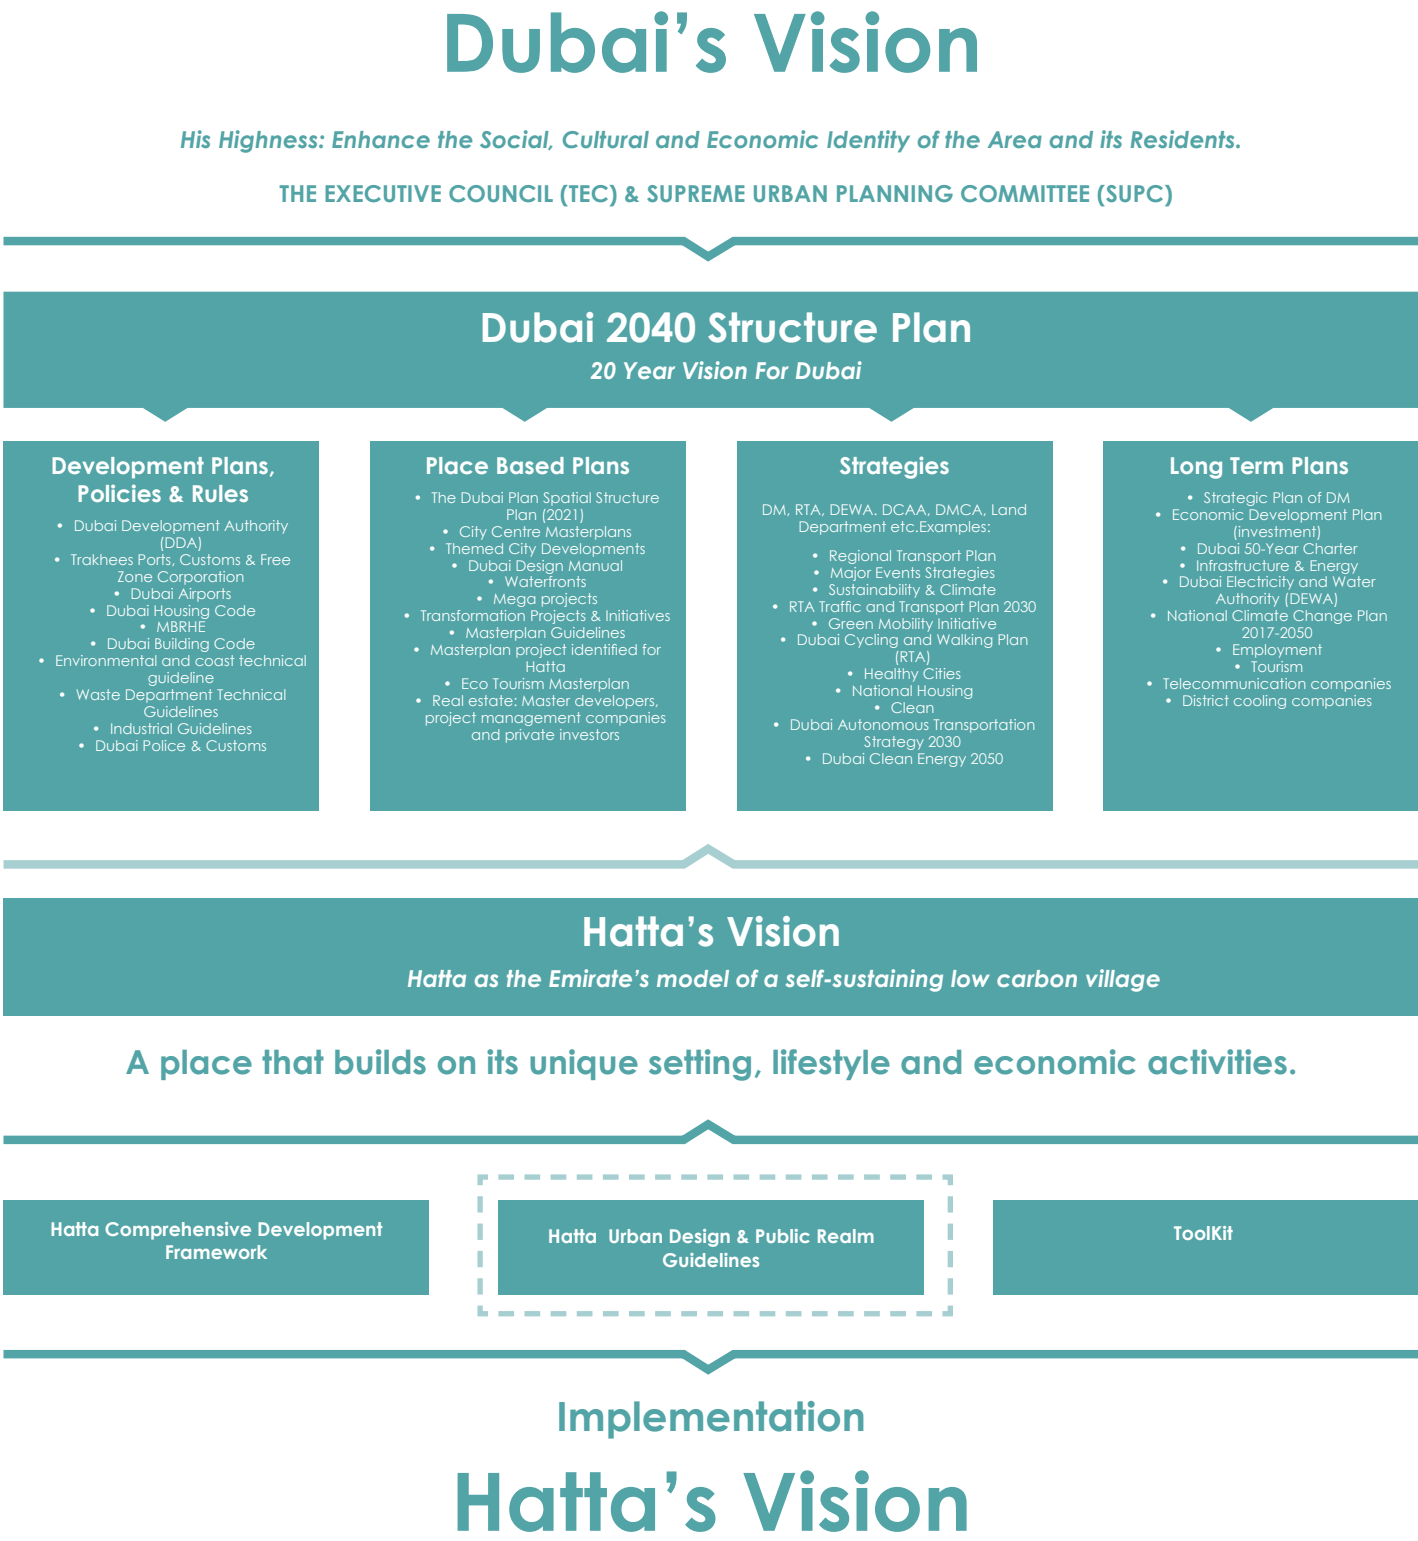 Dubai's Vision
His Highness: Enhance the Social, Cultural and Economic Identity of the Area and its Residents.
THE EXECUTIVE COUNCIL (TEC) & SUPREME URBAN PLANNING COMMITTEE (SUPC)
Dubai 2040 Structure Plan
20 Year Vision For Dubai
Development Plans,
Policies & Rules
• Dubai Development Authority
(DDA)
• Trakhees Ports, Customs & Free
Zone Corporation
• Dubai Airports
• Dubai Housing Code
• MBRHE
• Dubai Building Code
• Environmental and coast technical
guideline
• Waste Department Technical
Guidelines
• Industrial Guidelines
• Dubai Police & Customs
Place Based Plans
• The Dubai Plan Spatial Structure
Plan (2021)
• City Centre Masterplans
• Themed City Developments
• Dubai Design Manual
• Waterfronts
• Mega projects
• Transformation Projects & Initiatives
• Masterplan Guidelines
• Masterplan project identified for
Hatta
• Eco Tourism Masterplan
• Real estate: Master developers,
project management companies
and private investors
Strategies
DM, RTA, DEWA. DCAA, DMCA, Land
Department etc.Examples:
• Regional Transport Plan
• Major Events Strategies
• Sustainability & Climate
• RTA Traffic and Transport Plan 2030
• Green Mobility Initiative
• Dubai Cycling and Walking Plan
(RTA)
• Healthy Cities
• National Housing
• Clean
• Dubai Autonomous Transportation
Strategy 2030
• Dubai Clean Energy 2050
Long Term Plans
• Strategic Plan of DM
• Economic Development Plan
(investment)
• Dubai 50-Year Charter
• Infrastructure & Energy
• Dubai Electricity and Water
Authority (DEWA)
• National Climate Change Plan
2017-2050
• Employment
• Tourism
• Telecommunication companies
• District cooling companies
Hatta's Vision
Hatta as the Emirate's model of a self-sustaining low carbon village
A place that builds on its unique setting, lifestyle and economic activities.
Hatta Comprehensive Development
Framework
Hatta Urban Design & Public Realm
Guidelines
ToolKit
Implementation
Hatta's Vision